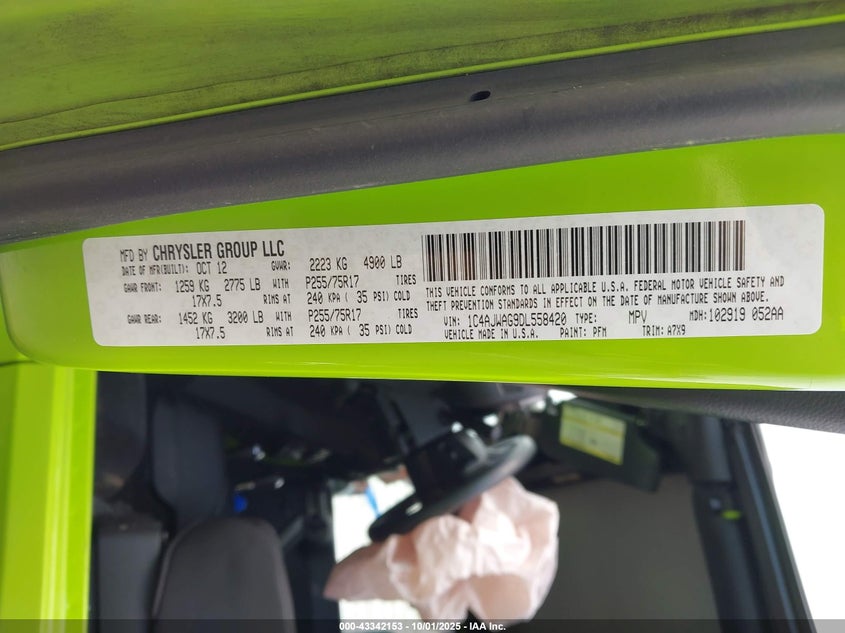 MFD BY CHRYSLER GROUP LLC
DATE OF MFR(BUILT): OCT 12 GVWR: 2223 KG 4900 LB
GAWR FRONT: 1259 KG 2775 LB WITH P255/75R17 TIRES
17X7.5 RIMS AT 240 KPA ( 35 PSI) COLD
GAWR REAR: 1452 KG 3200 LB WITH P255/75R17 TIRES
17X7.5 RIMS AT 240 KPA ( 35 PSI) COLD
THIS VEHICLE CONFORMS TO ALL APPLICABLE U.S.A. FEDERAL MOTOR VEHICLE SAFETY AND
THEFT PREVENTION STANDARDS IN EFFECT ON THE DATE OF MANUFACTURE SHOWN ABOVE.
VIN: 1C4AJWAG9DL558420 TYPE: MPV MDH: 102919 052AA
VEHICLE MADE IN U.S.A. PAINT: PFM TRIM: A7X9
000-43342153 - 10/01/2025 - IAA Inc.